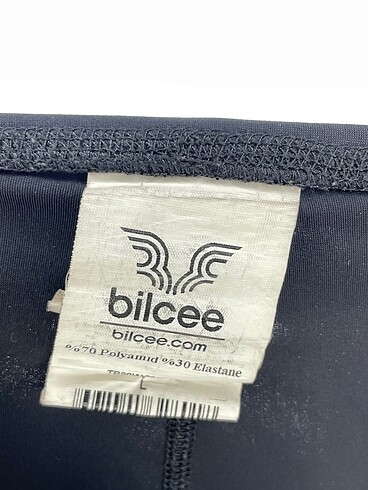 bilcee
bilcee.com
%70 Polyamid %30 Elastane
L